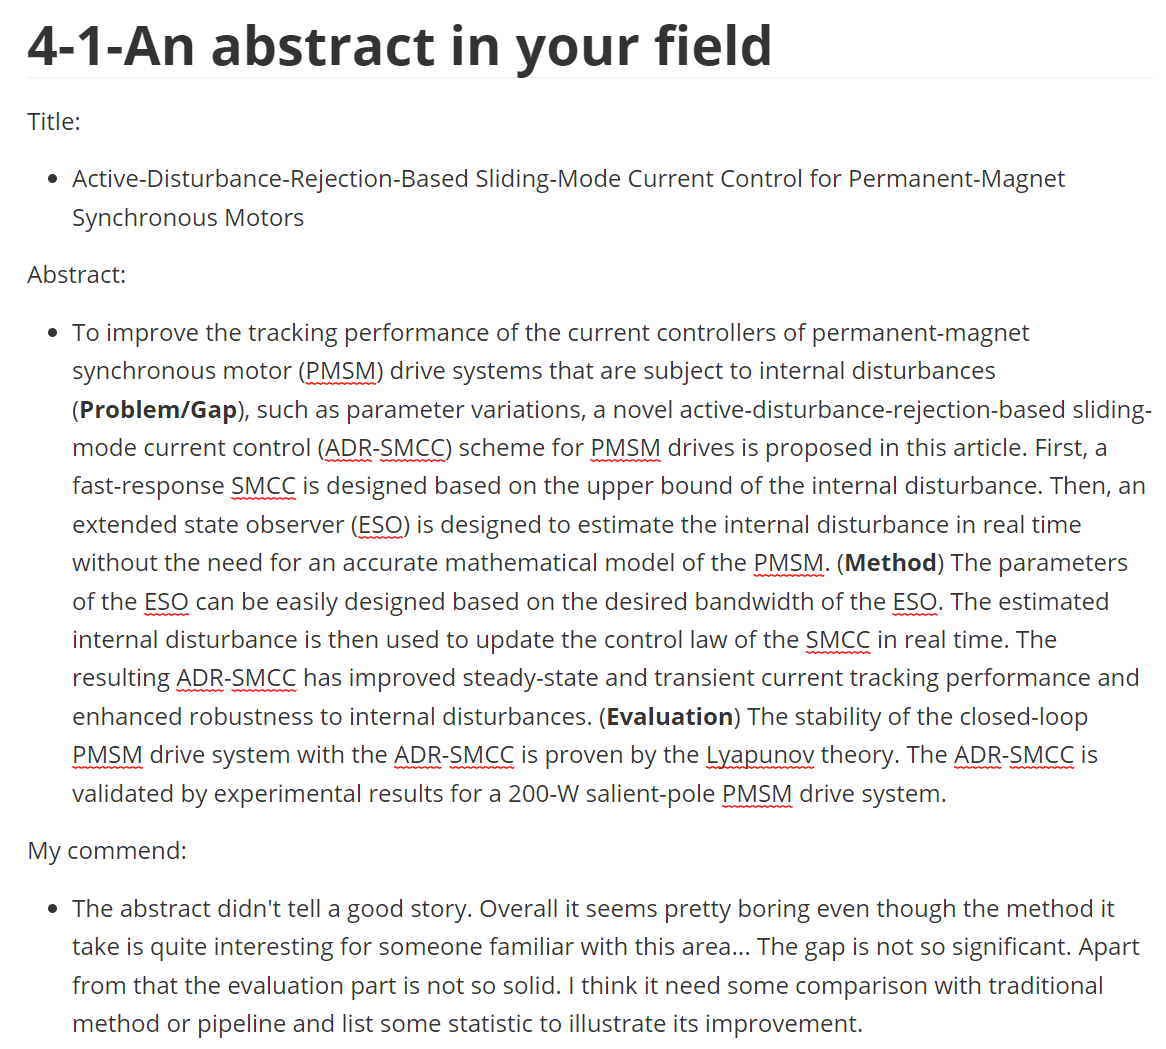 4-1-An abstract in your field
Title:
• Active-Disturbance-Rejection-Based Sliding-Mode Current Control for Permanent-Magnet
Synchronous Motors
Abstract:
• To improve the tracking performance of the current controllers of permanent-magnet
synchronous motor (PMSM) drive systems that are subject to internal disturbances
(Problem/Gap), such as parameter variations, a novel active-disturbance-rejection-based sliding-
mode current control (ADR-SMCC) scheme for PMSM drives is proposed in this article. First, a
fast-response SMCC is designed based on the upper bound of the internal disturbance. Then, an
extended state observer (ESO) is designed to estimate the internal disturbance in real time
without the need for an accurate mathematical model of the PMSM. (Method) The parameters
of the ESO can be easily designed based on the desired bandwidth of the ESO. The estimated
internal disturbance is then used to update the control law of the SMCC in real time. The
resulting ADR-SMCC has improved steady-state and transient current tracking performance and
enhanced robustness to internal disturbances. (Evaluation) The stability of the closed-loop
PMSM drive system with the ADR-SMCC is proven by the Lyapunov theory. The ADR-SMCC is
validated by experimental results for a 200-W salient-pole PMSM drive system.
My commend:
• The abstract didn't tell a good story. Overall it seems pretty boring even though the method it
take is quite interesting for someone familiar with this area... The gap is not so significant. Apart
from that the evaluation part is not so solid. I think it need some comparison with traditional
method or pipeline and list some statistic to illustrate its improvement.